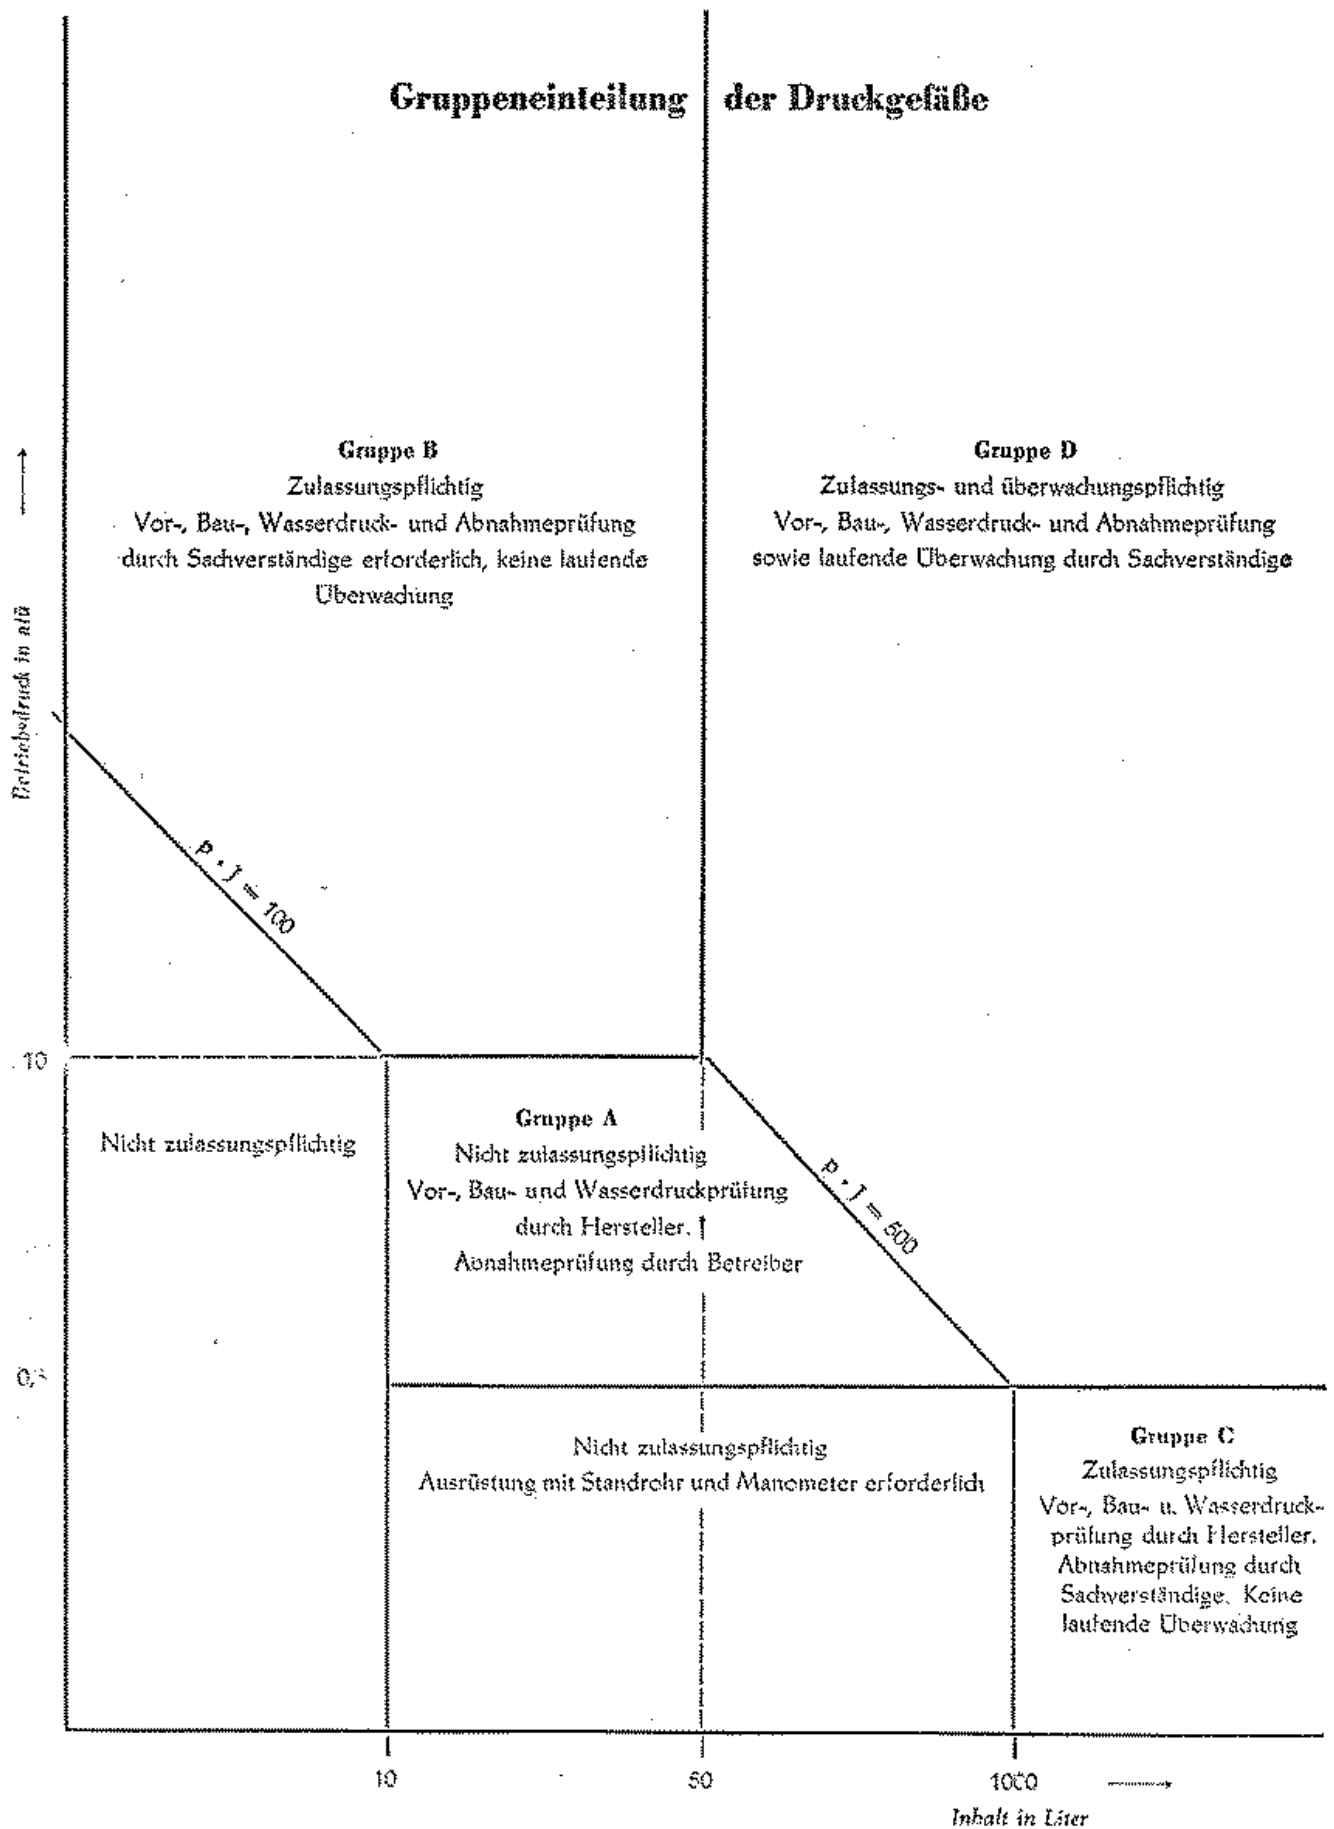 Gruppeneinteilung der Druckgefäße
Gruppe B
Zulassungspflichtig
Vor-, Bau-, Wasserdruck- und Abnahmeprüfung
durch Sachverständige erforderlich, keine laufende
Überwachung
Gruppe D
Zulassungs- und überwachungspflichtig
Vor-, Bau-, Wasserdruck- und Abnahmeprüfung
sowie laufende Überwachung durch Sachverständige
Betriebsdruck in atü
p · J = 100
10
Nicht zulassungspflichtig
Gruppe A
Nicht zulassungspflichtig
Vor-, Bau- und Wasserdruckprüfung
durch Hersteller.
Abnahmeprüfung durch Betreiber
p · J = 500
Nicht zulassungspflichtig
Ausrüstung mit Standrohr und Manometer erforderlich
Gruppe C
Zulassungspflichtig
Vor-, Bau- u. Wasserdruck-
prüfung durch Hersteller.
Abnahmeprüfung durch
Sachverständige. Keine
laufende Überwachung
10
50
1000
Inhalt in Liter